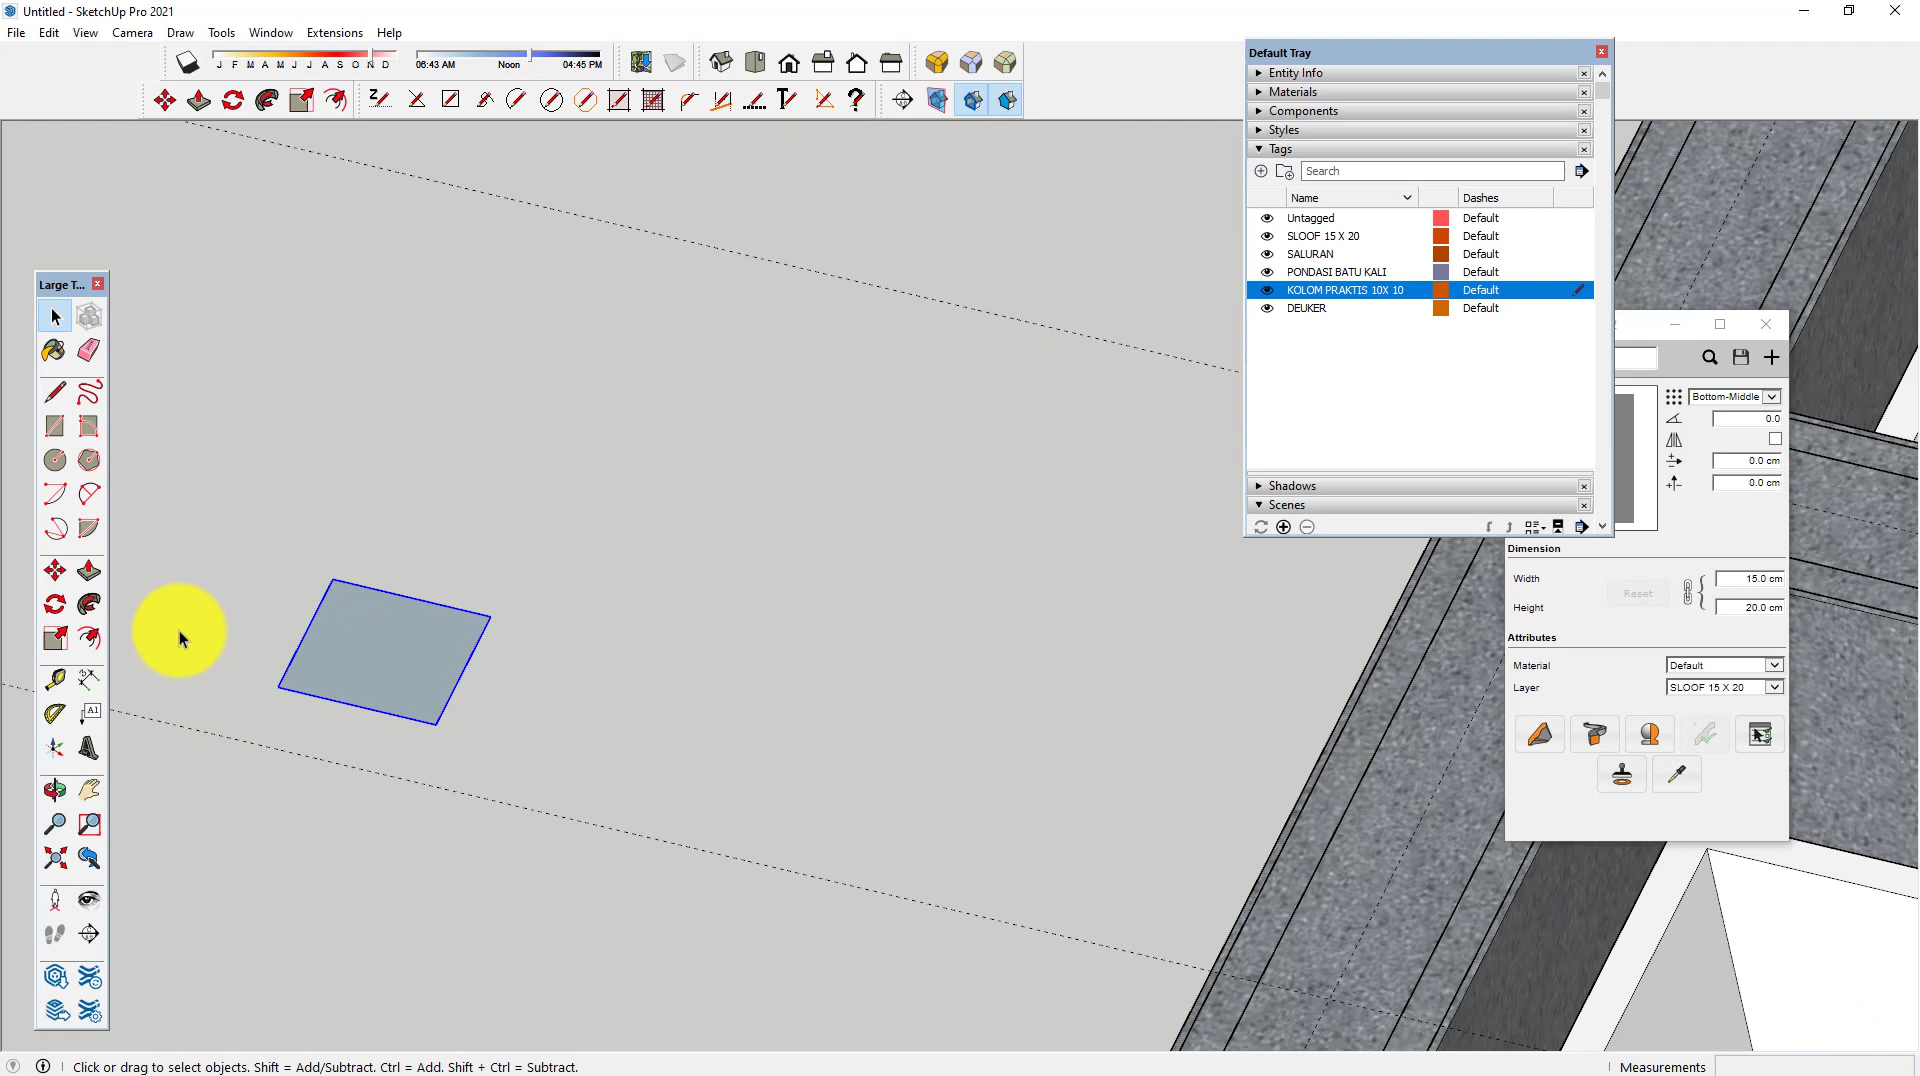 Untitled - SketchUp Pro 2021
File Edit View Camera Draw Tools Window Extensions Help
J F M A M J J A S O N D
06:43 AM Noon 04:45 PM
Default Tray
Entity Info
Materials
Components
Styles
Tags
Search
Name Dashes
Untagged Default
SLOOF 15 X 20 Default
SALURAN Default
PONDASI BATU KALI Default
KOLOM PRAKTIS 10X 10 Default
DEUKER Default
Shadows
Scenes
Large T...
A1
Bottom-Middle
0.0
0.0 cm
0.0 cm
Dimension
Width 15.0 cm
Reset
Height 20.0 cm
Attributes
Material Default
Layer SLOOF 15 X 20
Click or drag to select objects. Shift = Add/Subtract. Ctrl = Add. Shift + Ctrl = Subtract.
Measurements